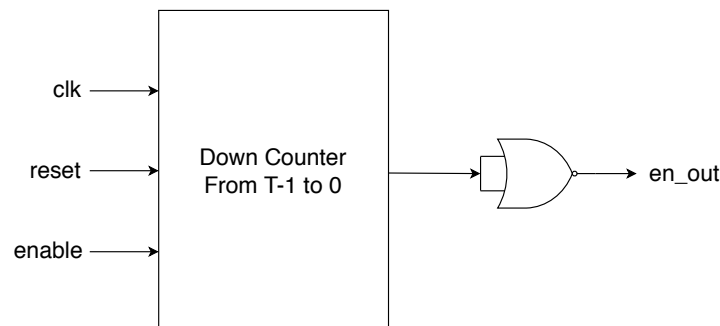 clk
reset
enable
Down Counter
From T-1 to 0
en_out